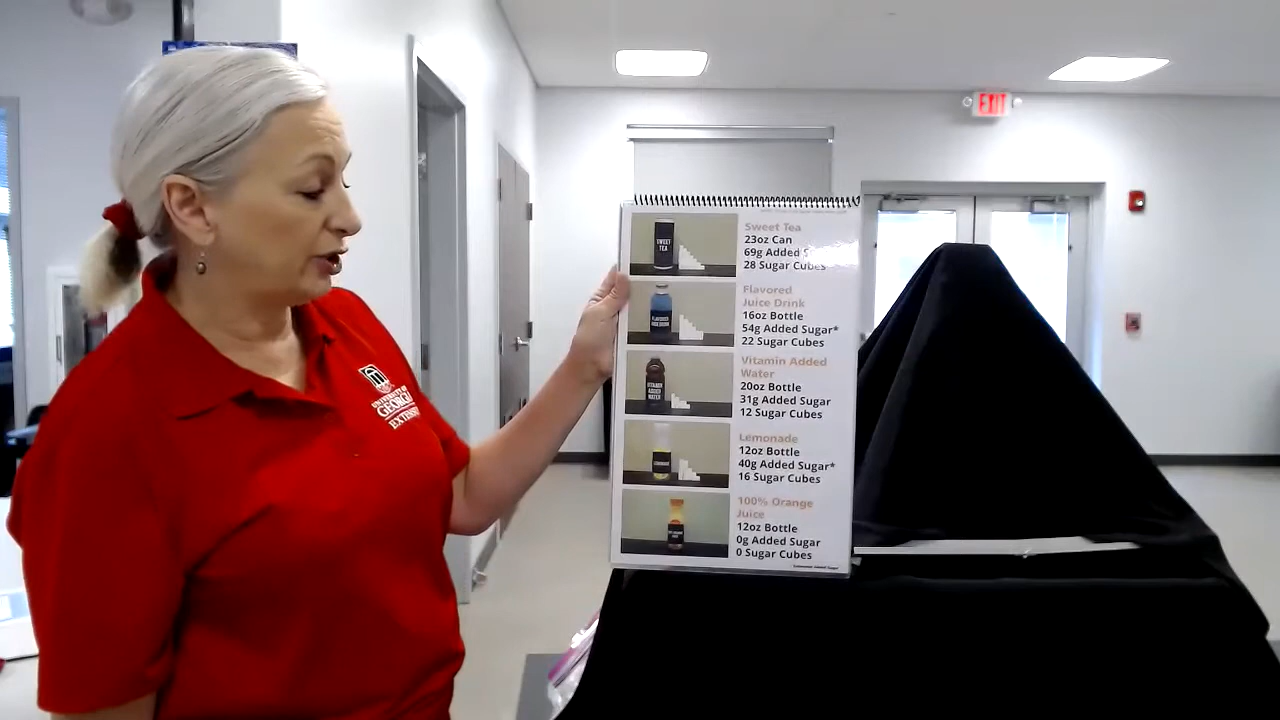 EXIT
Sweet Tea
23oz Can
69g Added S
28 Sugar Cubes
SWEET
TEA
Flavored
Juice Drink
16oz Bottle
54g Added Sugar*
22 Sugar Cubes
FLAVORED
Vitamin Added
Water
20oz Bottle
31g Added Sugar
12 Sugar Cubes
VITAMIN
ADDED
WATER
Lemonade
12oz Bottle
40g Added Sugar*
16 Sugar Cubes
LEMONADE
100% Orange
Juice
12oz Bottle
0g Added Sugar
0 Sugar Cubes
*Estimated Added Sugar
UNIVERSITY OF
GEORGIA
EXTENSION